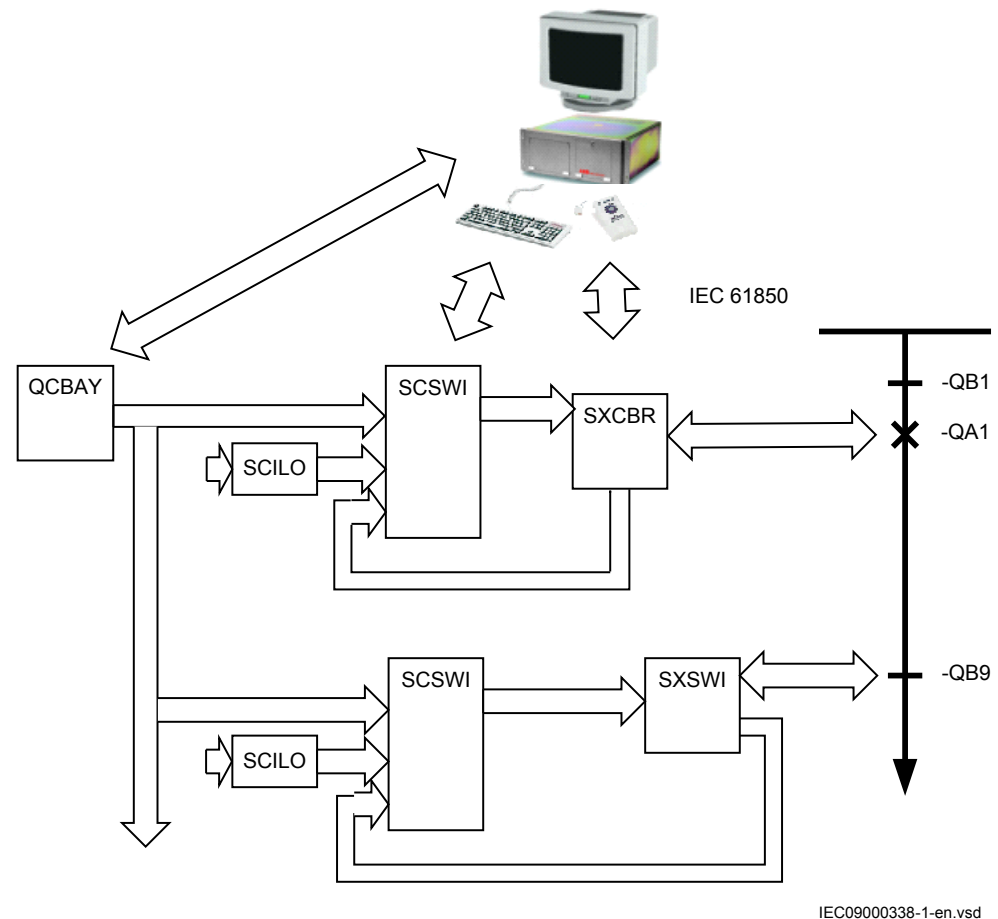 IEC 61850
QCBAY
SCSWI
SXCBR
-QB1
-QA1
SCILO
SCSWI
SXSWI
-QB9
SCILO
IEC09000338-1-en.vsd